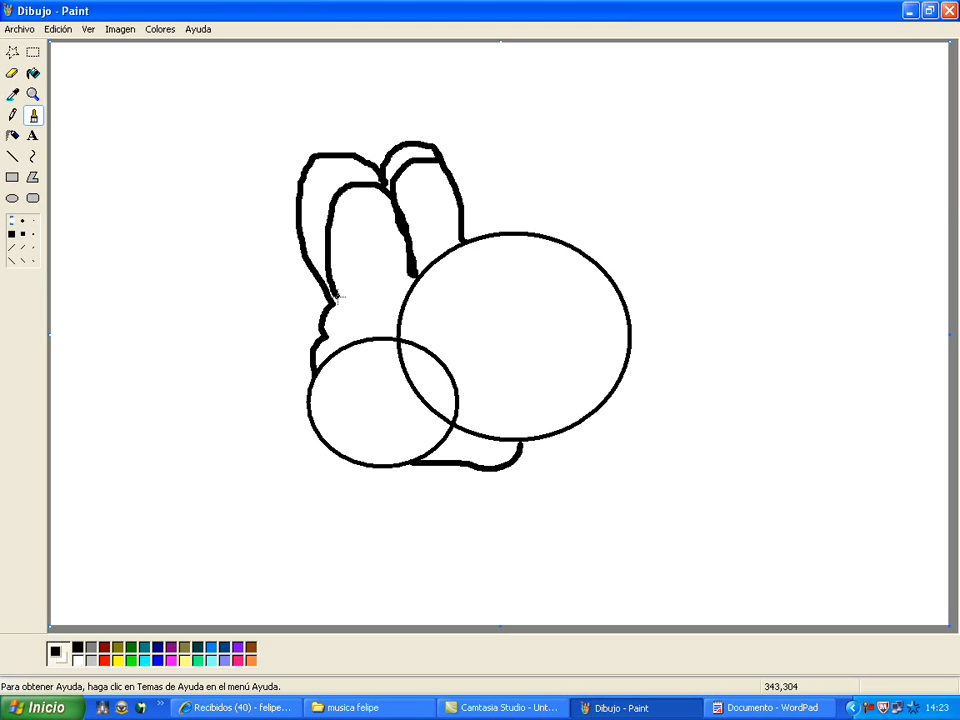 Dibujo - Paint
Archivo Edición Ver Imagen Colores Ayuda
A
Para obtener Ayuda, haga clic en Temas de Ayuda en el menú Ayuda.
343,304
Inicio
Recibidos (40) - felipe...
musica felipe
Camtasia Studio - Unt...
Dibujo - Paint
Documento - WordPad
14:23